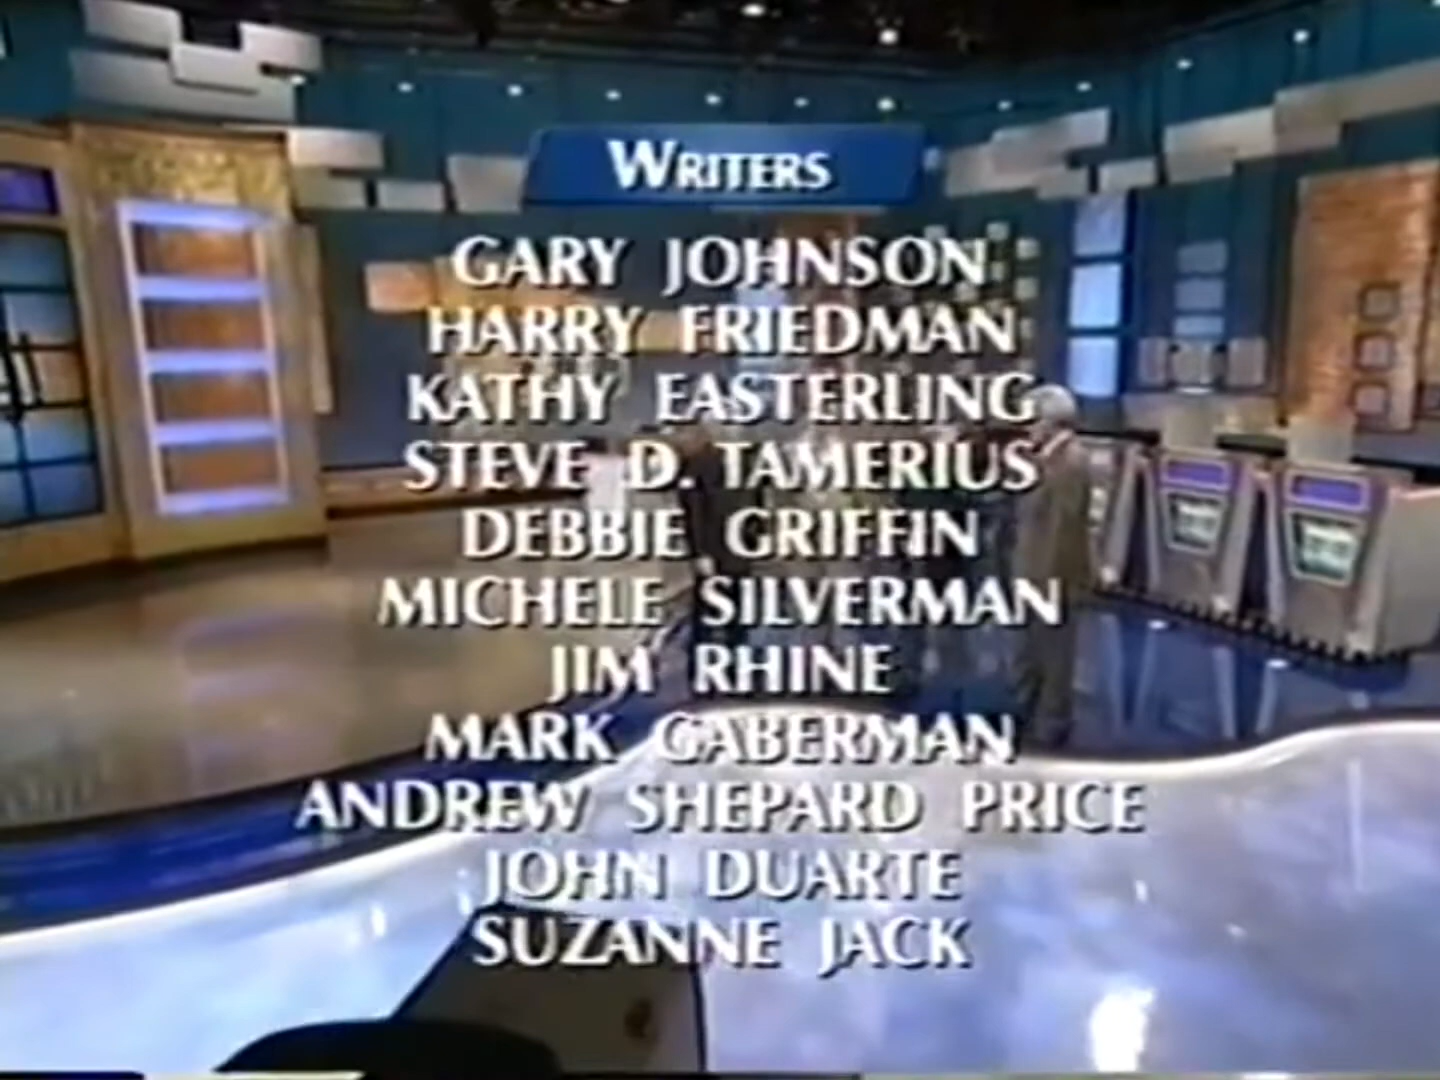 WRITERS
GARY JOHNSON
HARRY FRIEDMAN
KATHY EASTERLING
STEVE D. TAMERIUS
DEBBIE GRIFFIN
MICHELE SILVERMAN
JIM RHINE
MARK GABERMAN
ANDREW SHEPARD PRICE
JOHN DUARTE
SUZANNE JACK